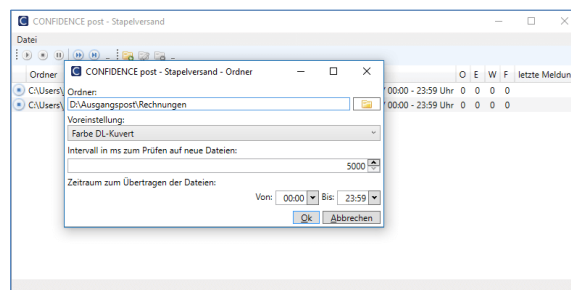 CONFIDENCE post - Stapelversand
Datei
Ordner O E W F letzte Meldun
CONFIDENCE post - Stapelversand - Ordner
C:\Users\ 00:00 - 23:59 Uhr 0 0 0 0
C:\Users\ 00:00 - 23:59 Uhr 0 0 0 0
Ordner:
D:\Ausgangspost\Rechnungen
Voreinstellung:
Farbe DL-Kuvert
Intervall in ms zum Prüfen auf neue Dateien:
5000
Zeitraum zum Übertragen der Dateien:
Von: 00:00 Bis: 23:59
Ok Abbrechen